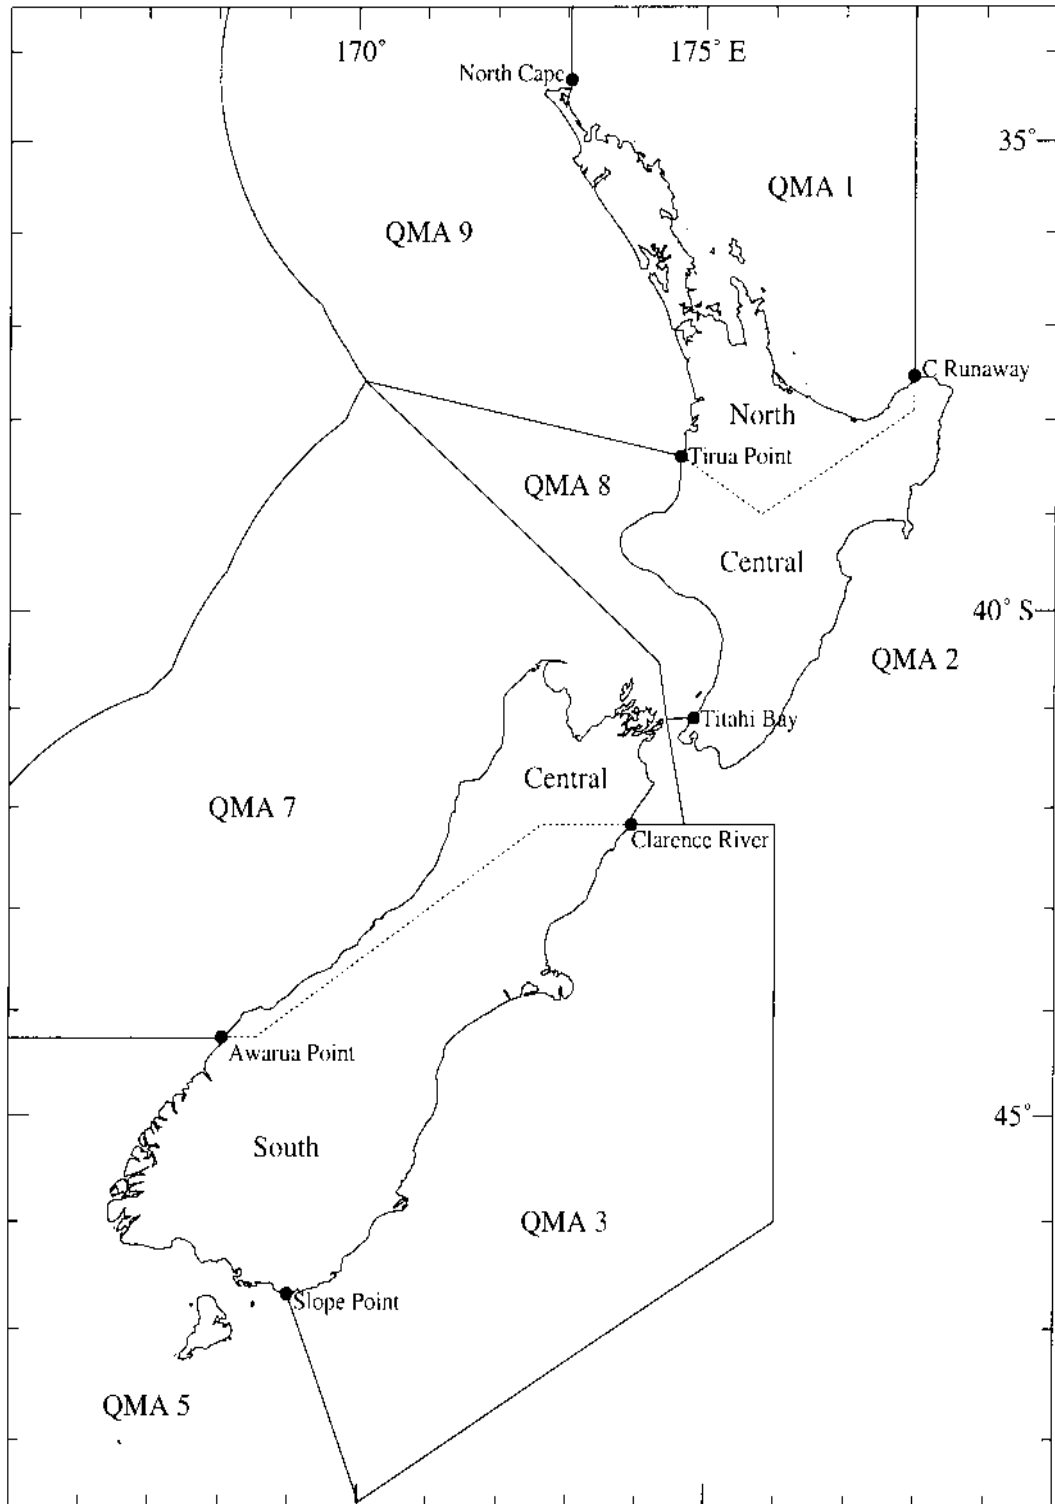 170°
175° E
North Cape
35°
QMA 1
QMA 9
C Runaway
North
Tirua Point
QMA 8
Central
40° S
QMA 2
Titahi Bay
Central
QMA 7
Clarence River
Awarua Point
45°
South
QMA 3
Slope Point
QMA 5